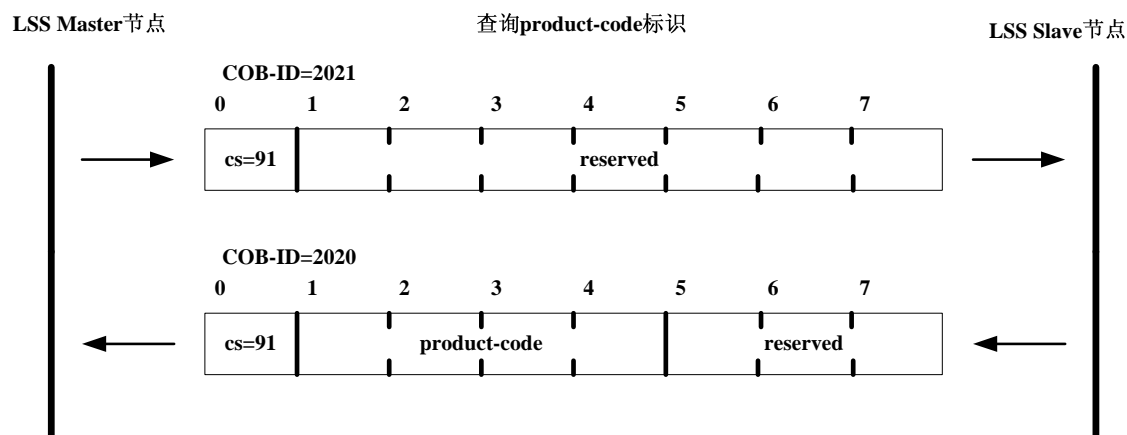 LSS Master节点 查询product-code标识 LSS Slave节点
COB-ID=2021
0 1 2 3 4 5 6 7
cs=91 reserved
COB-ID=2020
0 1 2 3 4 5 6 7
cs=91 product-code reserved